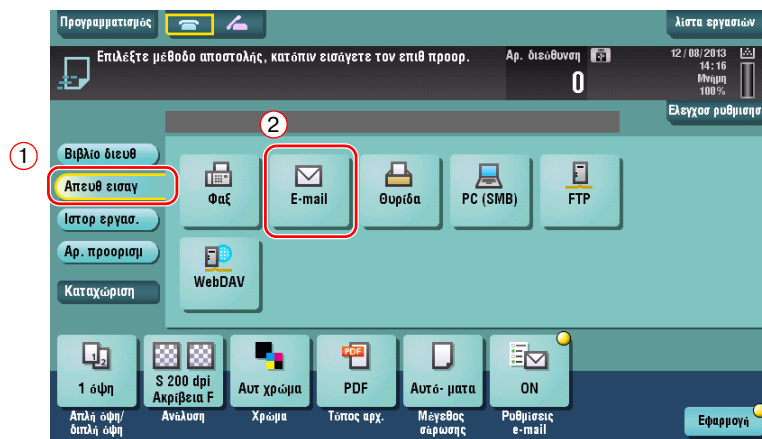 Προγραμματισμός
λίστα εργασιών
Επιλέξτε μέθοδο αποστολής, κατόπιν εισάγετε τον επιθ προορ.
Αρ. διεύθυνση
0
12/08/2013
14:16
Μνήμη
100%
Ελεγχοσ ρυθμισησ
2
1
Βιβλίο διευθ
Απευθ εισαγ
Ιστορ εργασ.
Αρ. προορισμ
Καταχώριση
Φαξ
E-mail
Θυρίδα
PC (SMB)
FTP
WebDAV
1 όψη
S 200 dpi
Ακρίβεια F
Αυτ χρώμα
PDF
PDF
Αυτό- ματα
ON
Απλή όψη/
διπλή όψη
Ανάλυση
Χρώμα
Τύπος αρχ.
Μέγεθος
σάρωσης
Ρυθμίσεις
e-mail
Εφαρμογή